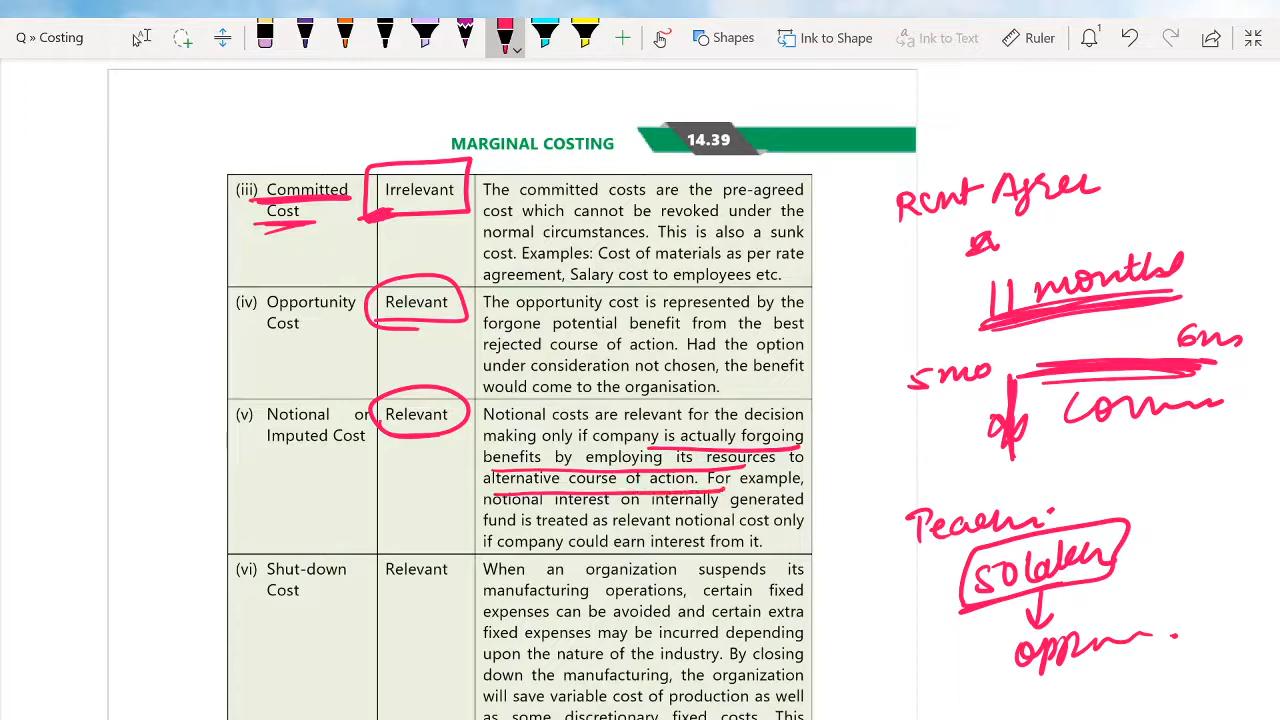 Q » Costing
Shapes
Ink to Shape
Ink to Text
Ruler
1
MARGINAL COSTING 14.39
(iii) Committed Cost
Irrelevant
The committed costs are the pre-agreed
cost which cannot be revoked under the
normal circumstances. This is also a sunk
cost. Examples: Cost of materials as per rate
agreement, Salary cost to employees etc.
(iv) Opportunity Cost
Relevant
The opportunity cost is represented by the
forgone potential benefit from the best
rejected course of action. Had the option
under consideration not chosen, the benefit
would come to the organisation.
(v) Notional or Imputed Cost
Relevant
Notional costs are relevant for the decision
making only if company is actually forgoing
benefits by employing its resources to
alternative course of action. For example,
notional interest on internally generated
fund is treated as relevant notional cost only
if company could earn interest from it.
(vi) Shut-down Cost
Relevant
When an organization suspends its
manufacturing operations, certain fixed
expenses can be avoided and certain extra
fixed expenses may be incurred depending
upon the nature of the industry. By closing
down the manufacturing, the organization
will save variable cost of production as well
as some discretionary fixed costs. This
Rent Agree
11 months
5 mo